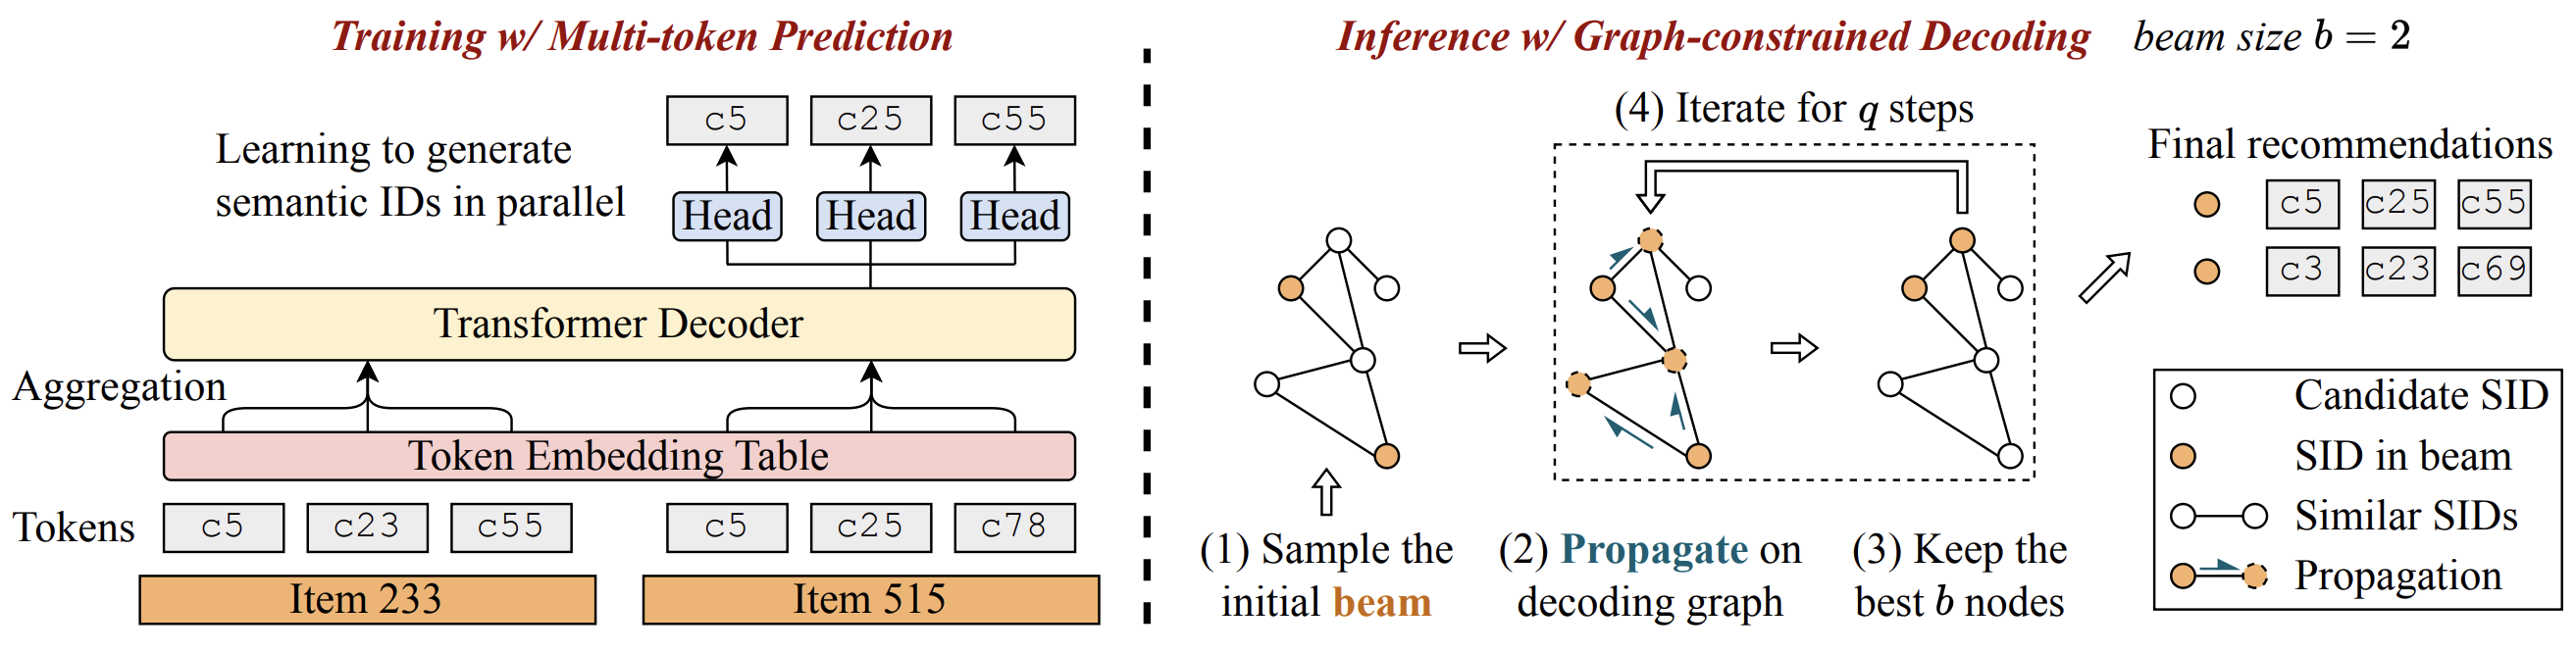 Training w/ Multi-token Prediction
c5 c25 c55
Learning to generate
semantic IDs in parallel
Head Head Head
Transformer Decoder
Aggregation
Token Embedding Table
Tokens c5 c23 c55 c5 c25 c78
Item 233 Item 515
Inference w/ Graph-constrained Decoding beam size b = 2
(4) Iterate for q steps
(1) Sample the
initial beam
(2) Propagate on
decoding graph
(3) Keep the
best b nodes
Final recommendations
c5 c25 c55
c3 c23 c69
Candidate SID
SID in beam
Similar SIDs
Propagation